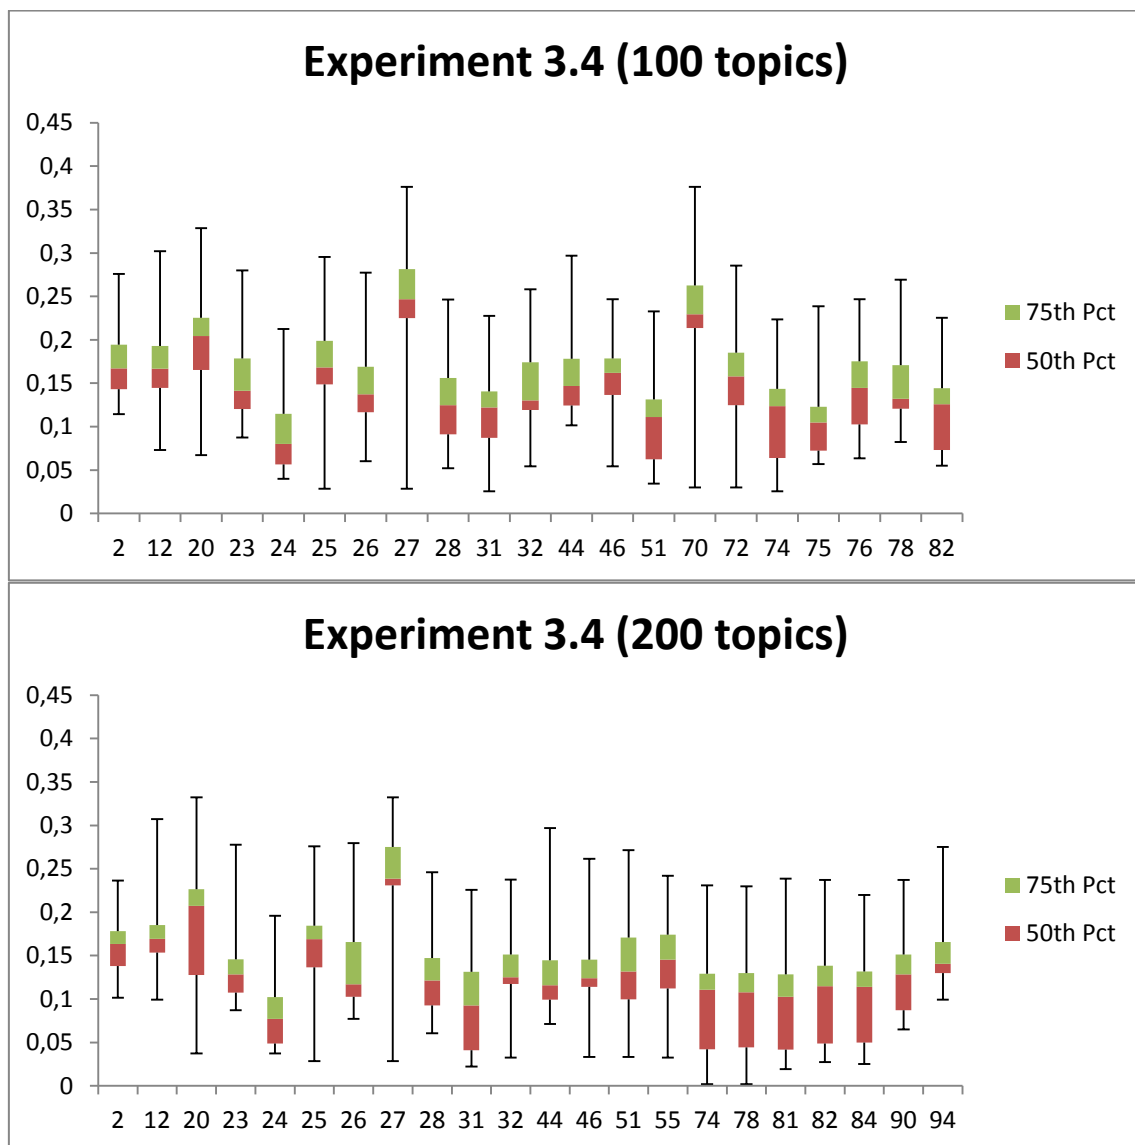 Experiment 3.4 (100 topics)
0,45
0,4
0,35
0,3
0,25
0,2
0,15
0,1
0,05
0
2 12 20 23 24 25 26 27 28 31 32 44 46 51 70 72 74 75 76 78 82
75th Pct
50th Pct
Experiment 3.4 (200 topics)
0,45
0,4
0,35
0,3
0,25
0,2
0,15
0,1
0,05
0
2 12 20 23 24 25 26 27 28 31 32 44 46 51 55 74 78 81 82 84 90 94
75th Pct
50th Pct